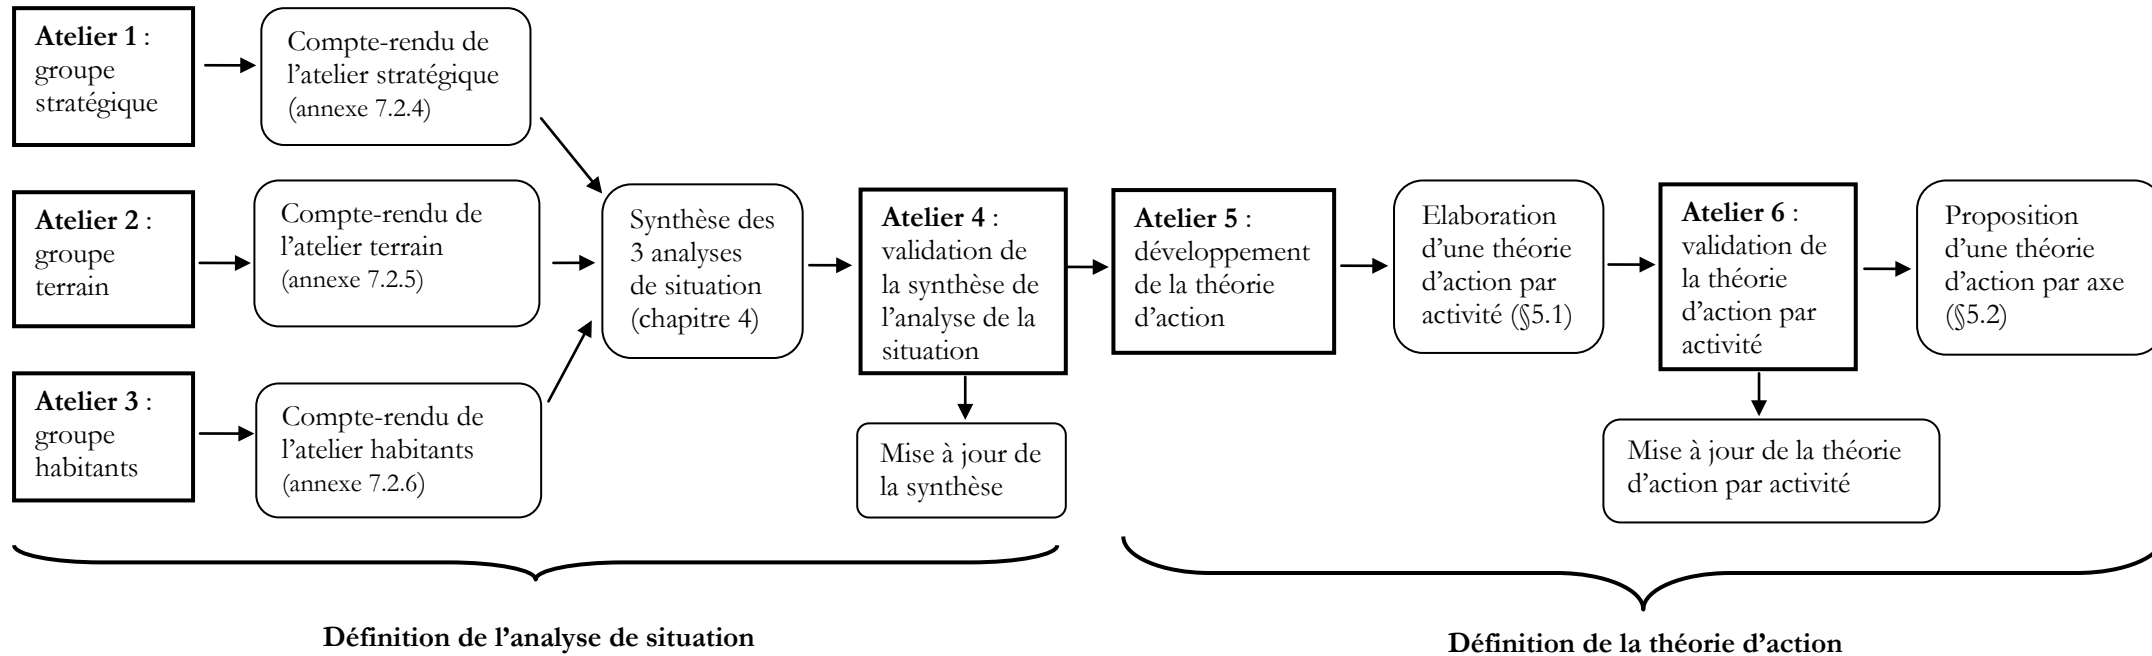 Atelier 1 :
groupe
stratégique
Compte-rendu de
l’atelier stratégique
(annexe 7.2.4)
Atelier 2 :
groupe
terrain
Compte-rendu de
l’atelier terrain
(annexe 7.2.5)
Atelier 3 :
groupe
habitants
Compte-rendu de
l’atelier habitants
(annexe 7.2.6)
Synthèse des
3 analyses
de situation
(chapitre 4)
Atelier 4 :
validation de
la synthèse de
l’analyse de la
situation
Mise à jour de
la synthèse
Atelier 5 :
développement
de la théorie
d’action
Elaboration
d’une théorie
d’action par
activité (§5.1)
Atelier 6 :
validation de
la théorie
d’action par
activité
Mise à jour de la théorie
d’action par activité
Proposition
d’une théorie
d’action par axe
(§5.2)
Définition de l’analyse de situation
Définition de la théorie d’action